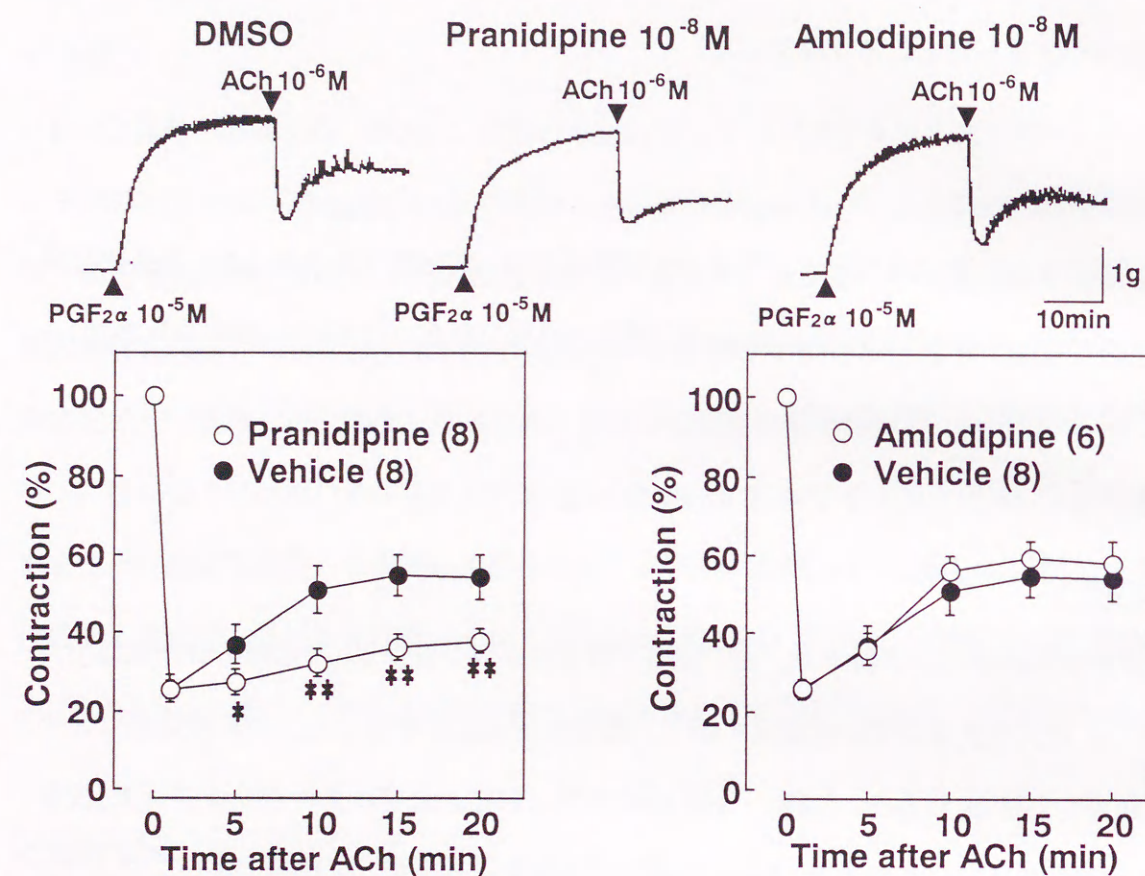 DMSO
Pranidipine 10⁻⁸ M
Amlodipine 10⁻⁸ M
ACh 10⁻⁶ M
ACh 10⁻⁶ M
ACh 10⁻⁶ M
PGF₂α 10⁻⁵M
PGF₂α 10⁻⁵M
PGF₂α 10⁻⁵M
1g
10min
Contraction (%)
100
80
60
40
20
0
Pranidipine (8)
Vehicle (8)
*
**
**
**
0 5 10 15 20
Time after ACh (min)
Contraction (%)
100
80
60
40
20
0
Amlodipine (6)
Vehicle (8)
0 5 10 15 20
Time after ACh (min)